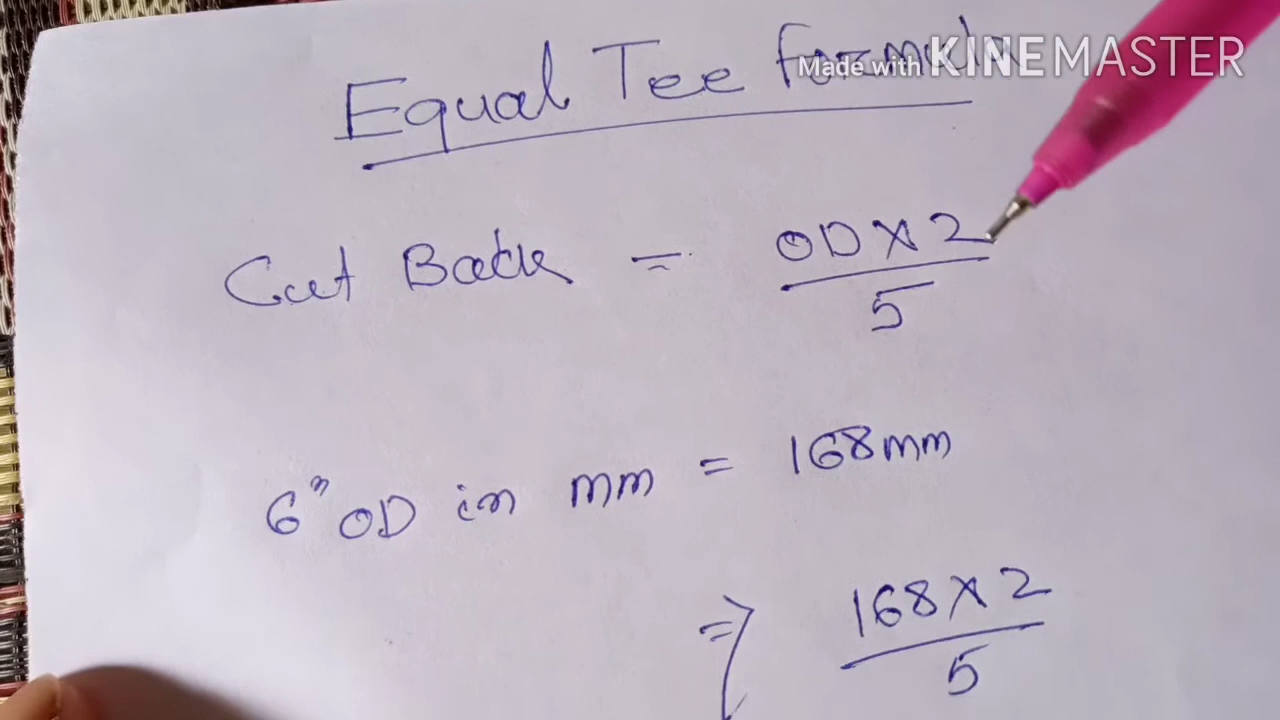 Equal Tee Formula
Made with KINEMASTER
Cut Back = OD X 2
5
6" OD in mm = 168mm
=> 168 X 2
5